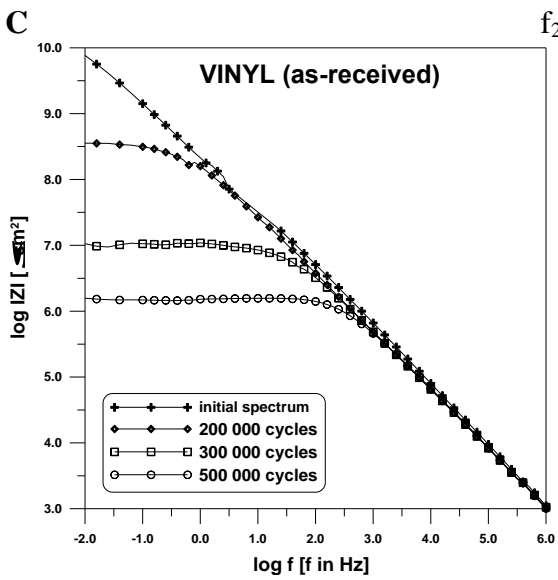 C
f2
VINYL (as-received)
10.0
9.0
8.0
7.0
6.0
5.0
4.0
3.0
log IZI [ m²]
initial spectrum
200 000 cycles
300 000 cycles
500 000 cycles
-2.0 -1.0 0.0 1.0 2.0 3.0 4.0 5.0 6.0
log f [f in Hz]